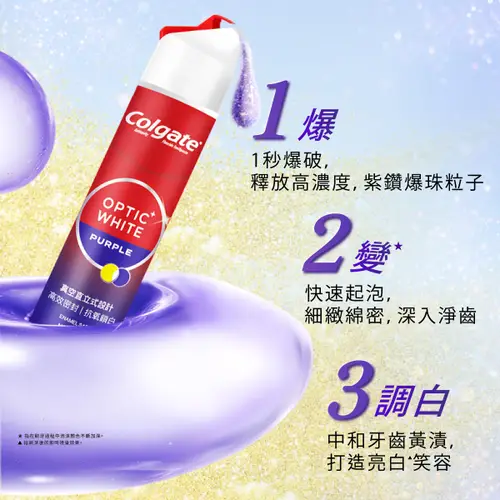 Colgate®
OPTIC+
WHITE
PURPLE
真空直立式設計
高效密封|抗氧鎖白
1爆
1秒爆破,
釋放高濃度, 紫鑽爆珠粒子
2變*
快速起泡,
細緻綿密, 深入淨齒
3調白
中和牙齒黃漬,
打造亮白^笑容